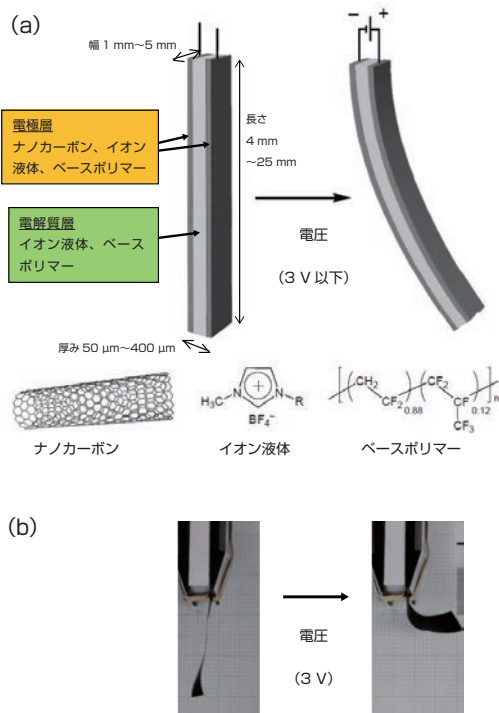 (a)
幅 1 mm~5 mm
電極層
ナノカーボン、イオン
液体、ベースポリマー
電解質層
イオン液体、ベース
ポリマー
長さ
4 mm
~25 mm
厚み 50 µm~400 µm
− +
電圧
(3 V 以下)
H₃C N + N R
BF₄⁻
CH₂
CF₂
0.88
CF₂
CF
0.12
CF₃
n
ナノカーボン
イオン液体
ベースポリマー
(b)
電圧
(3 V)